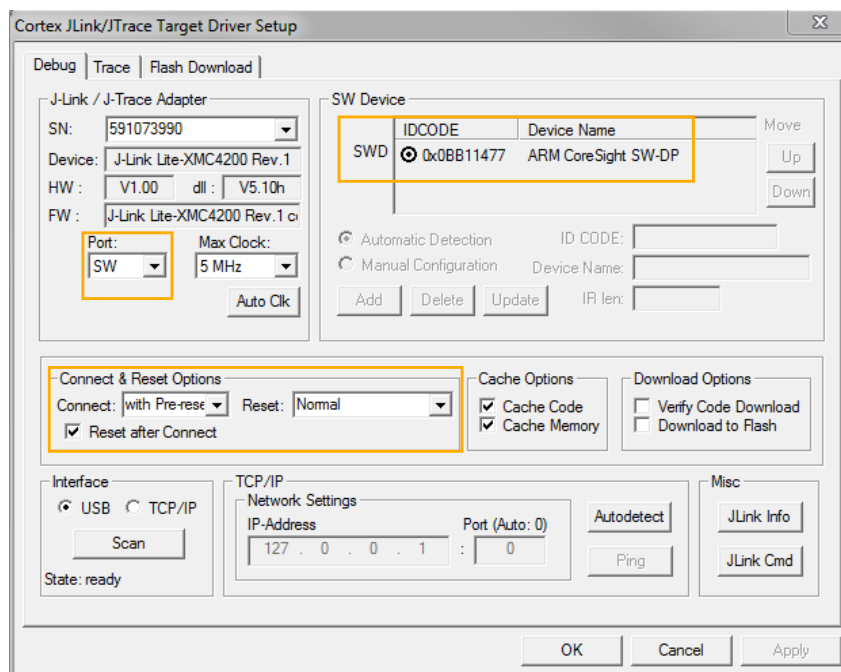 Cortex JLink/JTrace Target Driver Setup
Debug Trace Flash Download
J-Link / J-Trace Adapter
SN: 591073990
Device: J-Link Lite-XMC4200 Rev.1
HW : V1.00 dll : V5.10h
FW : J-Link Lite-XMC4200 Rev.1 c
Port: Max Clock:
SW 5 MHz
Auto Clk
SW Device
IDCODE Device Name
SWD 0x0BB11477 ARM CoreSight SW-DP
Move
Up
Down
Automatic Detection ID CODE:
Manual Configuration Device Name:
Add Delete Update IR len:
Connect & Reset Options
Connect: with Pre-rese Reset: Normal
Reset after Connect
Cache Options
Cache Code
Cache Memory
Download Options
Verify Code Download
Download to Flash
Interface
USB TCP/IP
Scan
State: ready
TCP/IP
Network Settings
IP-Address Port (Auto: 0)
127 . 0 . 0 . 1 : 0
Autodetect
Ping
Misc
JLink Info
JLink Cmd
OK Cancel Apply